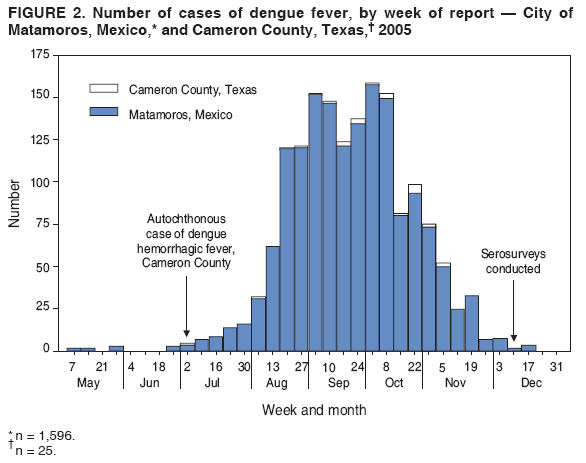 FIGURE 2. Number of cases of dengue fever, by week of report — City of
Matamoros, Mexico,* and Cameron County, Texas,† 2005
175
150
125
100
75
50
25
0
Number
Cameron County, Texas
Matamoros, Mexico
Autochthonous
case of dengue
hemorrhagic fever,
Cameron County
Serosurveys
conducted
7 21 4 18 2 16 30 13 27 10 24 8 22 5 19 3 17 31
May Jun Jul Aug Sep Oct Nov Dec
Week and month
* n = 1,596.
† n = 25.